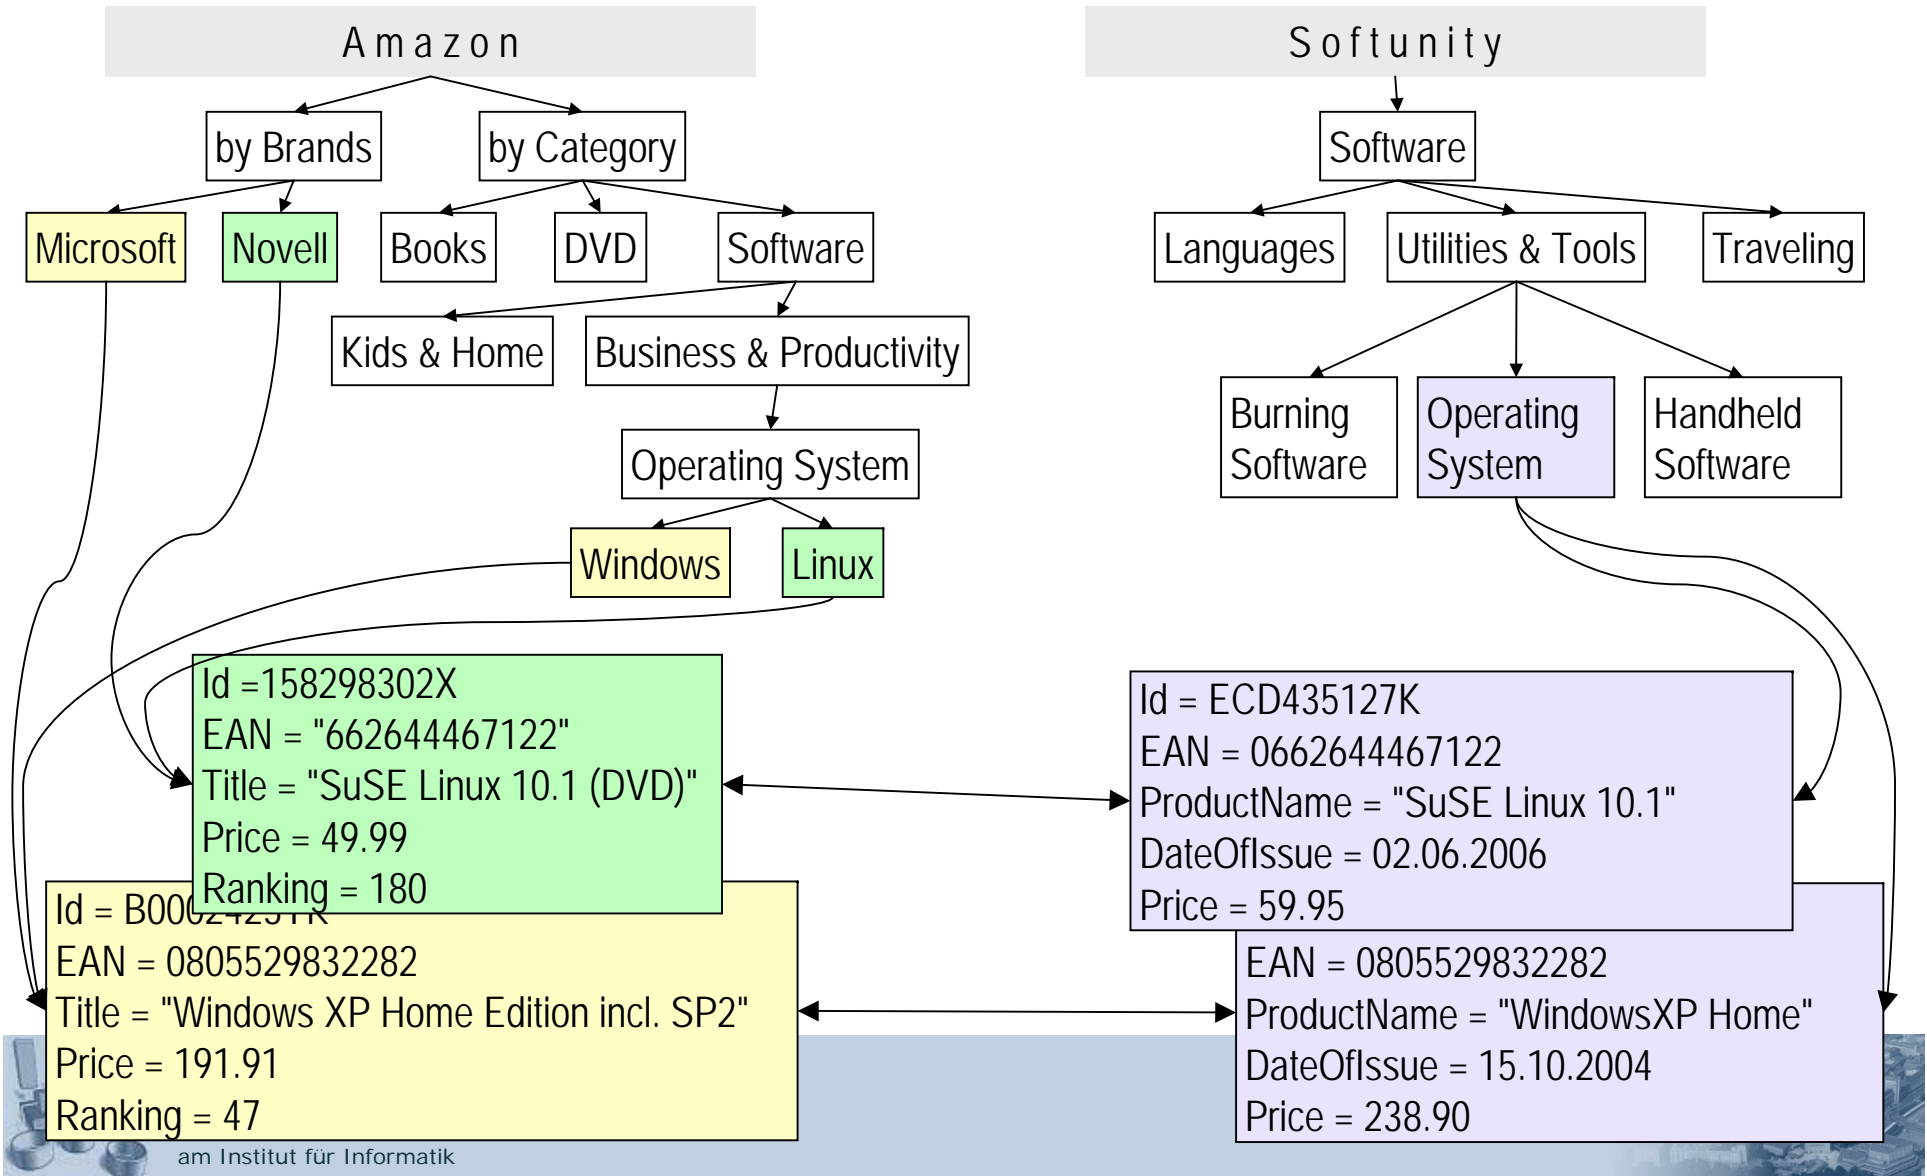 Amazon
Softunity
by Brands
by Category
Software
Microsoft
Novell
Books
DVD
Software
Languages
Utilities & Tools
Traveling
Kids & Home
Business & Productivity
Burning
Software
Operating
System
Handheld
Software
Operating System
Windows
Linux
Id =158298302X
EAN = "662644467122"
Title = "SuSE Linux 10.1 (DVD)"
Price = 49.99
Ranking = 180
Id = ECD435127K
EAN = 0662644467122
ProductName = "SuSE Linux 10.1"
DateOfIssue = 02.06.2006
Price = 59.95
Id =
EAN = 0805529832282
Title = "Windows XP Home Edition incl. SP2"
Price = 191.91
Ranking = 47
EAN = 0805529832282
ProductName = "WindowsXP Home"
DateOfIssue = 15.10.2004
Price = 238.90
am Institut für Informatik